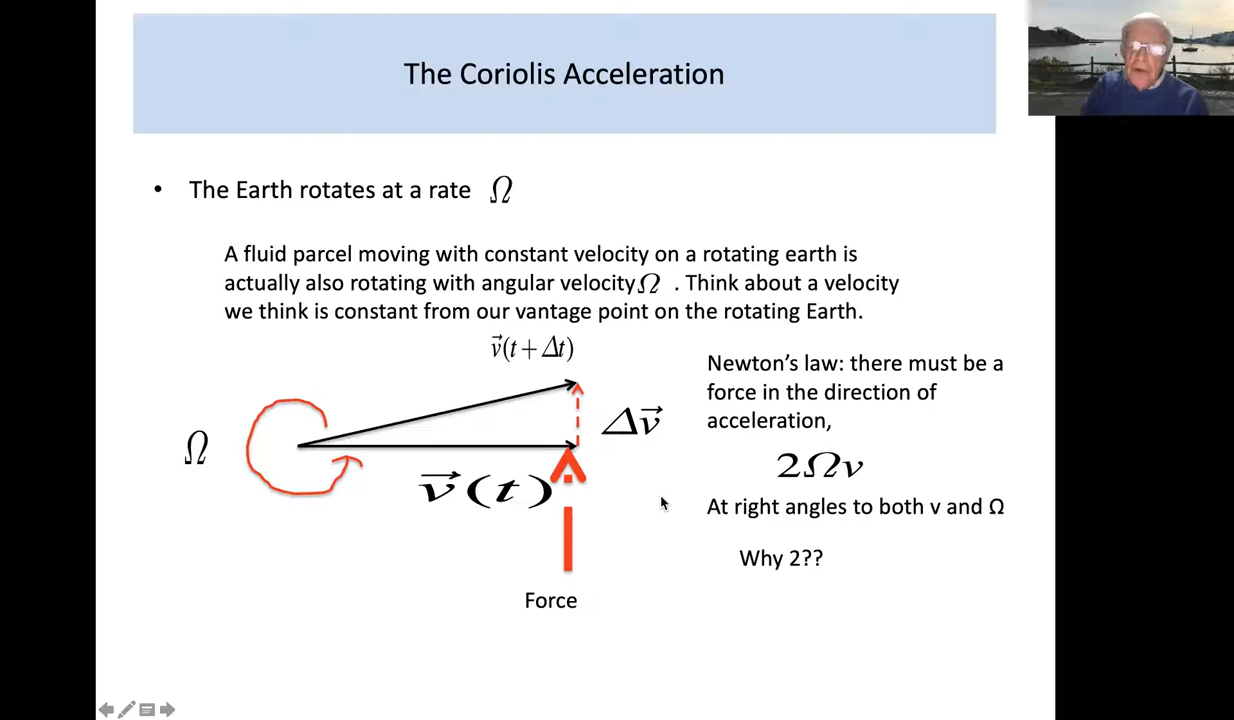 The Coriolis Acceleration
• The Earth rotates at a rate Ω
A fluid parcel moving with constant velocity on a rotating earth is
actually also rotating with angular velocity Ω . Think about a velocity
we think is constant from our vantage point on the rotating Earth.
v⃗(t + Δt)
Newton’s law: there must be a
force in the direction of
acceleration,
Δv⃗
Ω
2Ωv
v⃗(t)
At right angles to both v and Ω
Why 2??
Force